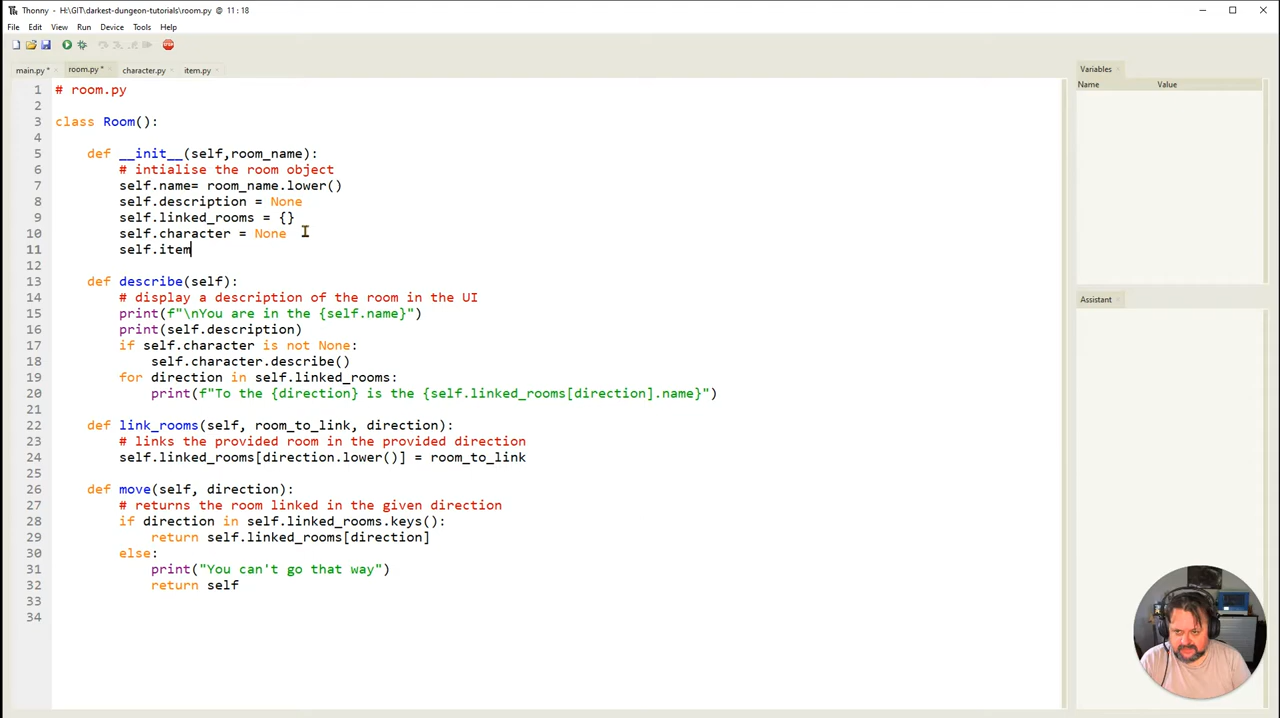 Thonny - H:\GIT\darkest-dungeon-tutorials\room.py @ 11 : 18
File Edit View Run Device Tools Help
main.py * room.py * character.py item.py
1 # room.py
2
3 class Room():
4
5 def __init__(self,room_name):
6 # intialise the room object
7 self.name= room_name.lower()
8 self.description = None
9 self.linked_rooms = {}
10 self.character = None
11 self.item
12
13 def describe(self):
14 # display a description of the room in the UI
15 print(f"\nYou are in the {self.name}")
16 print(self.description)
17 if self.character is not None:
18 self.character.describe()
19 for direction in self.linked_rooms:
20 print(f"To the {direction} is the {self.linked_rooms[direction].name}")
21
22 def link_rooms(self, room_to_link, direction):
23 # links the provided room in the provided direction
24 self.linked_rooms[direction.lower()] = room_to_link
25
26 def move(self, direction):
27 # returns the room linked in the given direction
28 if direction in self.linked_rooms.keys():
29 return self.linked_rooms[direction]
30 else:
31 print("You can't go that way")
32 return self
33
34
Variables
Name Value
Assistant